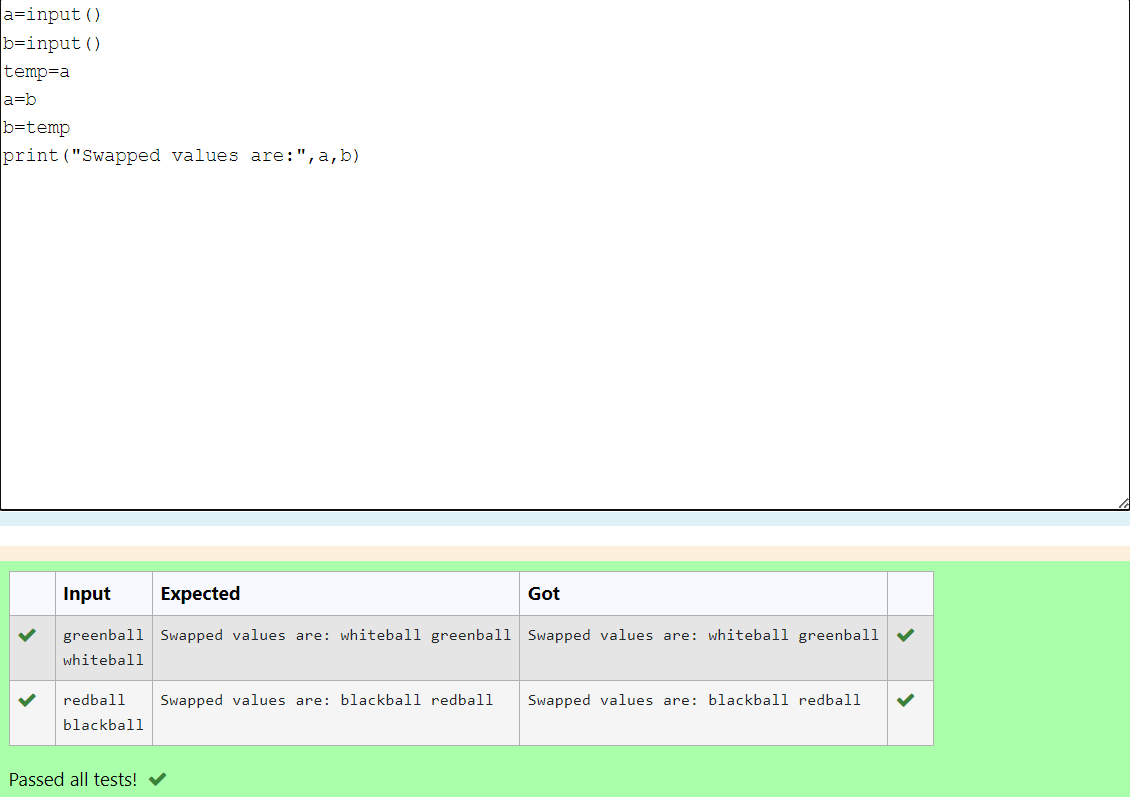 a=input()
b=input()
temp=a
a=b
b=temp
print("Swapped values are:",a,b)
Input Expected Got
greenball Swapped values are: whiteball greenball Swapped values are: whiteball greenball
whiteball
redball Swapped values are: blackball redball Swapped values are: blackball redball
blackball
Passed all tests!